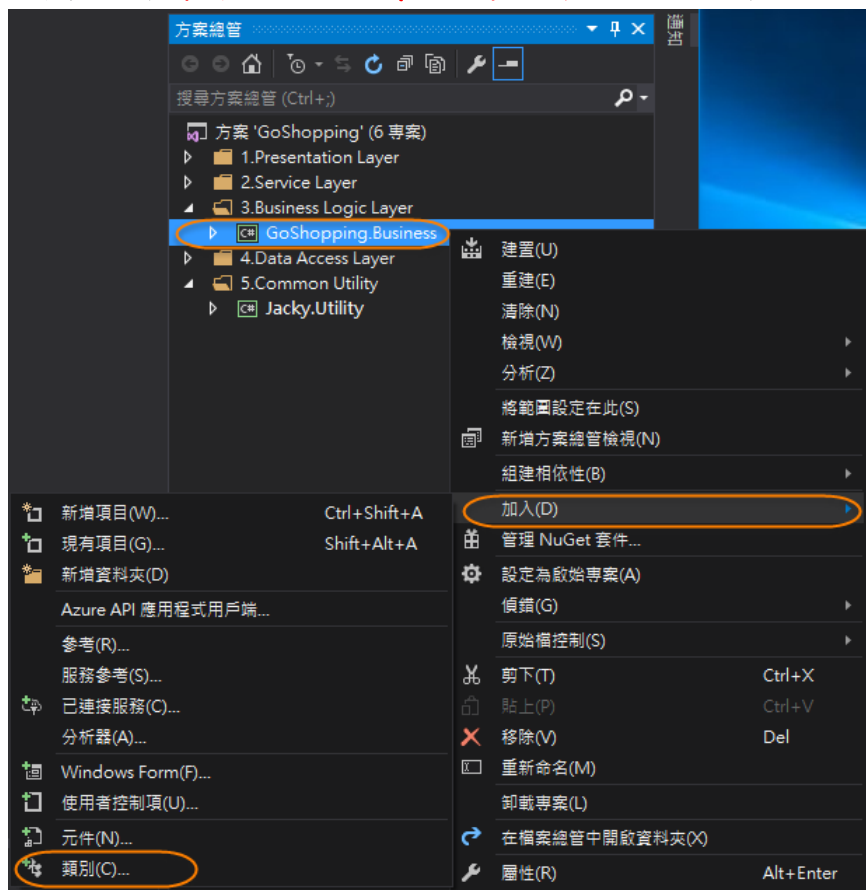 方案總管
通知
搜尋方案總管 (Ctrl+;)
方案 'GoShopping' (6 專案)
1.Presentation Layer
2.Service Layer
3.Business Logic Layer
C# GoShopping.Business
4.Data Access Layer
5.Common Utility
C# Jacky.Utility
建置(U)
重建(E)
清除(N)
檢視(W)
分析(Z)
將範圍設定在此(S)
新增方案總管檢視(N)
組建相依性(B)
加入(D)
管理 NuGet 套件...
設定為啟始專案(A)
偵錯(G)
原始檔控制(S)
剪下(T) Ctrl+X
貼上(P) Ctrl+V
移除(V) Del
重新命名(M)
卸載專案(L)
在檔案總管中開啟資料夾(X)
屬性(R) Alt+Enter
新增項目(W)... Ctrl+Shift+A
現有項目(G)... Shift+Alt+A
新增資料夾(D)
Azure API 應用程式用戶端...
參考(R)...
服務參考(S)...
已連接服務(C)...
分析器(A)...
Windows Form(F)...
使用者控制項(U)...
元件(N)...
類別(C)...